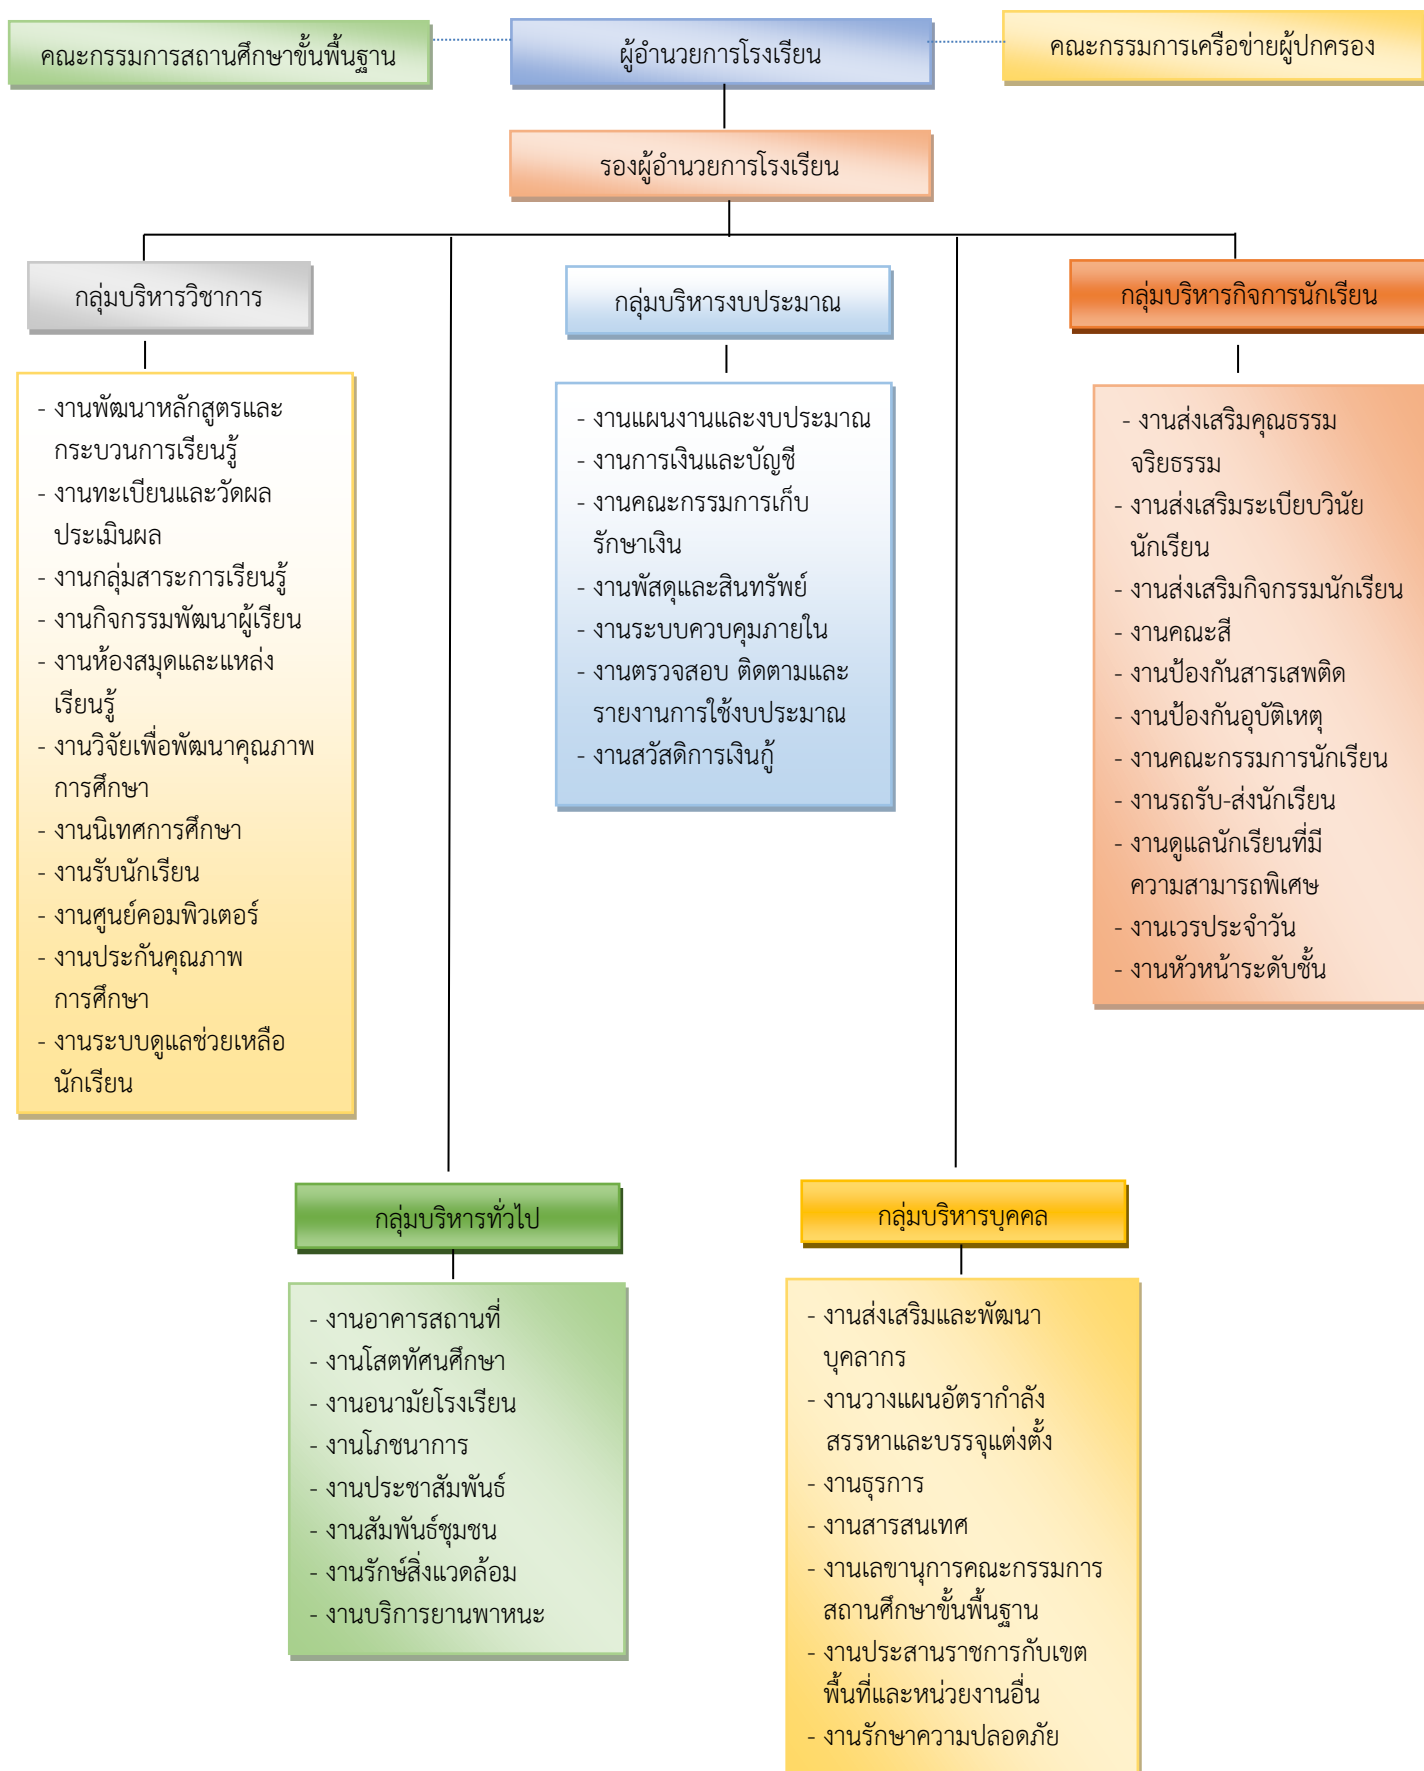 คณะกรรมการสถานศึกษาขั้นพื้นฐาน
ผู้อำนวยการโรงเรียน
คณะกรรมการเครือข่ายผู้ปกครอง
รองผู้อำนวยการโรงเรียน
กลุ่มบริหารวิชาการ
- งานพัฒนาหลักสูตรและ
กระบวนการเรียนรู้
- งานทะเบียนและวัดผล
ประเมินผล
- งานกลุ่มสาระการเรียนรู้
- งานกิจกรรมพัฒนาผู้เรียน
- งานห้องสมุดและแหล่ง
เรียนรู้
- งานวิจัยเพื่อพัฒนาคุณภาพ
การศึกษา
- งานนิเทศการศึกษา
- งานรับนักเรียน
- งานศูนย์คอมพิวเตอร์
- งานประกันคุณภาพ
การศึกษา
- งานระบบดูแลช่วยเหลือ
นักเรียน
กลุ่มบริหารงบประมาณ
- งานแผนงานและงบประมาณ
- งานการเงินและบัญชี
- งานคณะกรรมการเก็บ
รักษาเงิน
- งานพัสดุและสินทรัพย์
- งานระบบควบคุมภายใน
- งานตรวจสอบ ติดตามและ
รายงานการใช้งบประมาณ
- งานสวัสดิการเงินกู้
กลุ่มบริหารกิจการนักเรียน
- งานส่งเสริมคุณธรรม
จริยธรรม
- งานส่งเสริมระเบียบวินัย
นักเรียน
- งานส่งเสริมกิจกรรมนักเรียน
- งานคณะสี
- งานป้องกันสารเสพติด
- งานป้องกันอุบัติเหตุ
- งานคณะกรรมการนักเรียน
- งานรถรับ-ส่งนักเรียน
- งานดูแลนักเรียนที่มี
ความสามารถพิเศษ
- งานเวรประจำวัน
- งานหัวหน้าระดับชั้น
กลุ่มบริหารทั่วไป
- งานอาคารสถานที่
- งานโสตทัศนศึกษา
- งานอนามัยโรงเรียน
- งานโภชนาการ
- งานประชาสัมพันธ์
- งานสัมพันธ์ชุมชน
- งานรักษ์สิ่งแวดล้อม
- งานบริการยานพาหนะ
กลุ่มบริหารบุคคล
- งานส่งเสริมและพัฒนา
บุคลากร
- งานวางแผนอัตรากำลัง
สรรหาและบรรจุแต่งตั้ง
- งานธุรการ
- งานสารสนเทศ
- งานเลขานุการคณะกรรมการ
สถานศึกษาขั้นพื้นฐาน
- งานประสานราชการกับเขต
พื้นที่และหน่วยงานอื่น
- งานรักษาความปลอดภัย